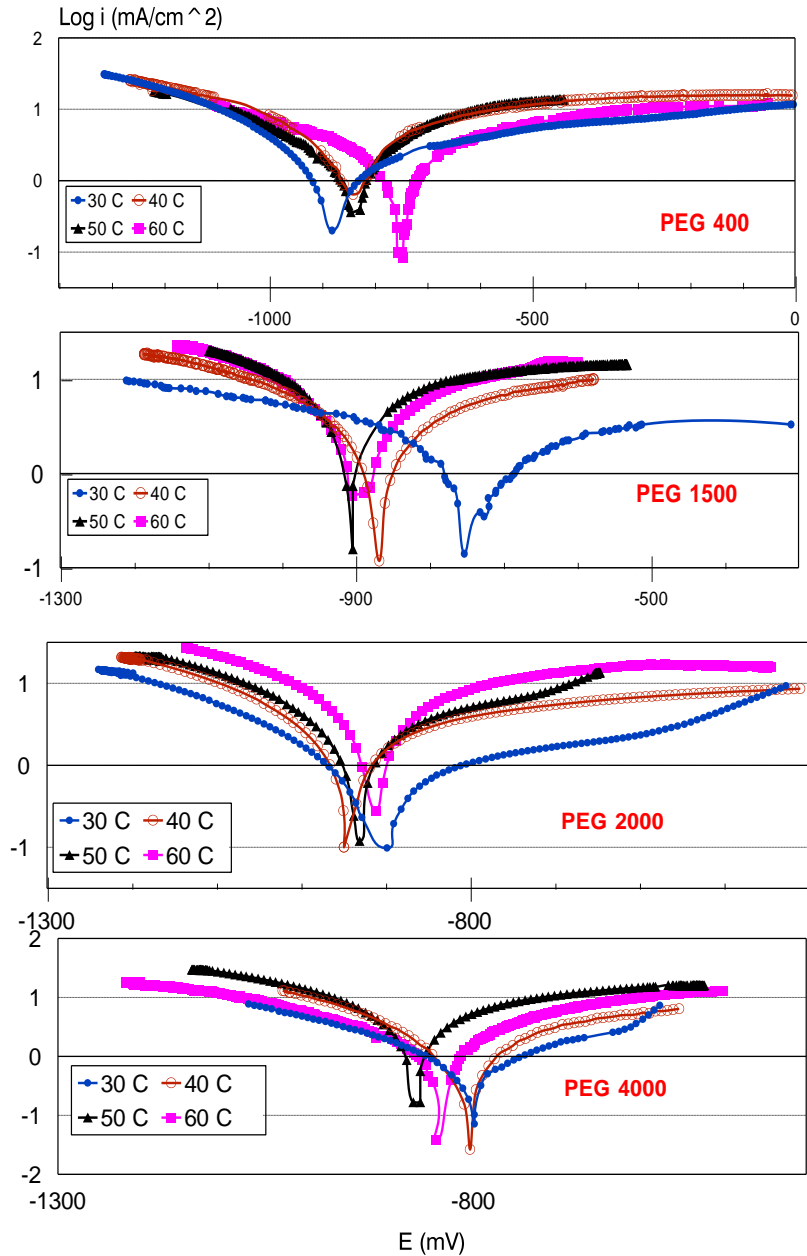 Log i (mA/cm ^ 2)
2
1
0
-1
30 C 40 C
50 C 60 C
PEG 400
-1000 -500 0
1
0
-1
30 C 40 C
50 C 60 C
PEG 1500
-1300 -900 -500
1
0
-1
30 C 40 C
50 C 60 C
PEG 2000
-1300 -800
2
1
0
-1
-2
30 C 40 C
50 C 60 C
PEG 4000
-1300 -800
E (mV)